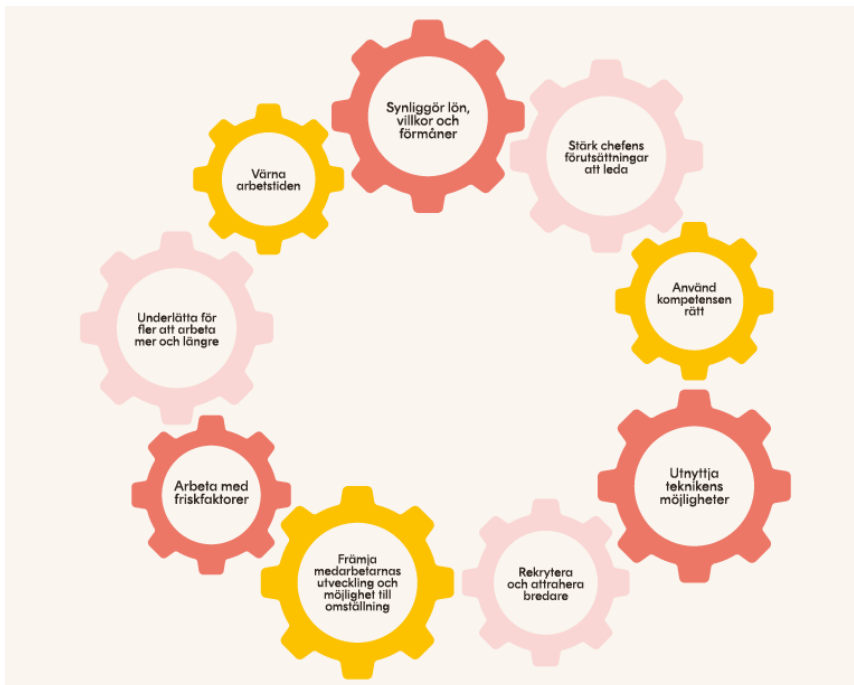 Synliggör lön,
villkor och
förmåner
Stärk chefens
förutsättningar
att leda
Använd
kompetensen
rätt
Utnyttja
teknikens
möjligheter
Rekrytera
och attrahera
bredare
Främja
medarbetarnas
utveckling och
möjlighet till
omställning
Arbeta med
friskfaktorer
Underlätta för
fler att arbeta
mer och längre
Värna
arbetstiden